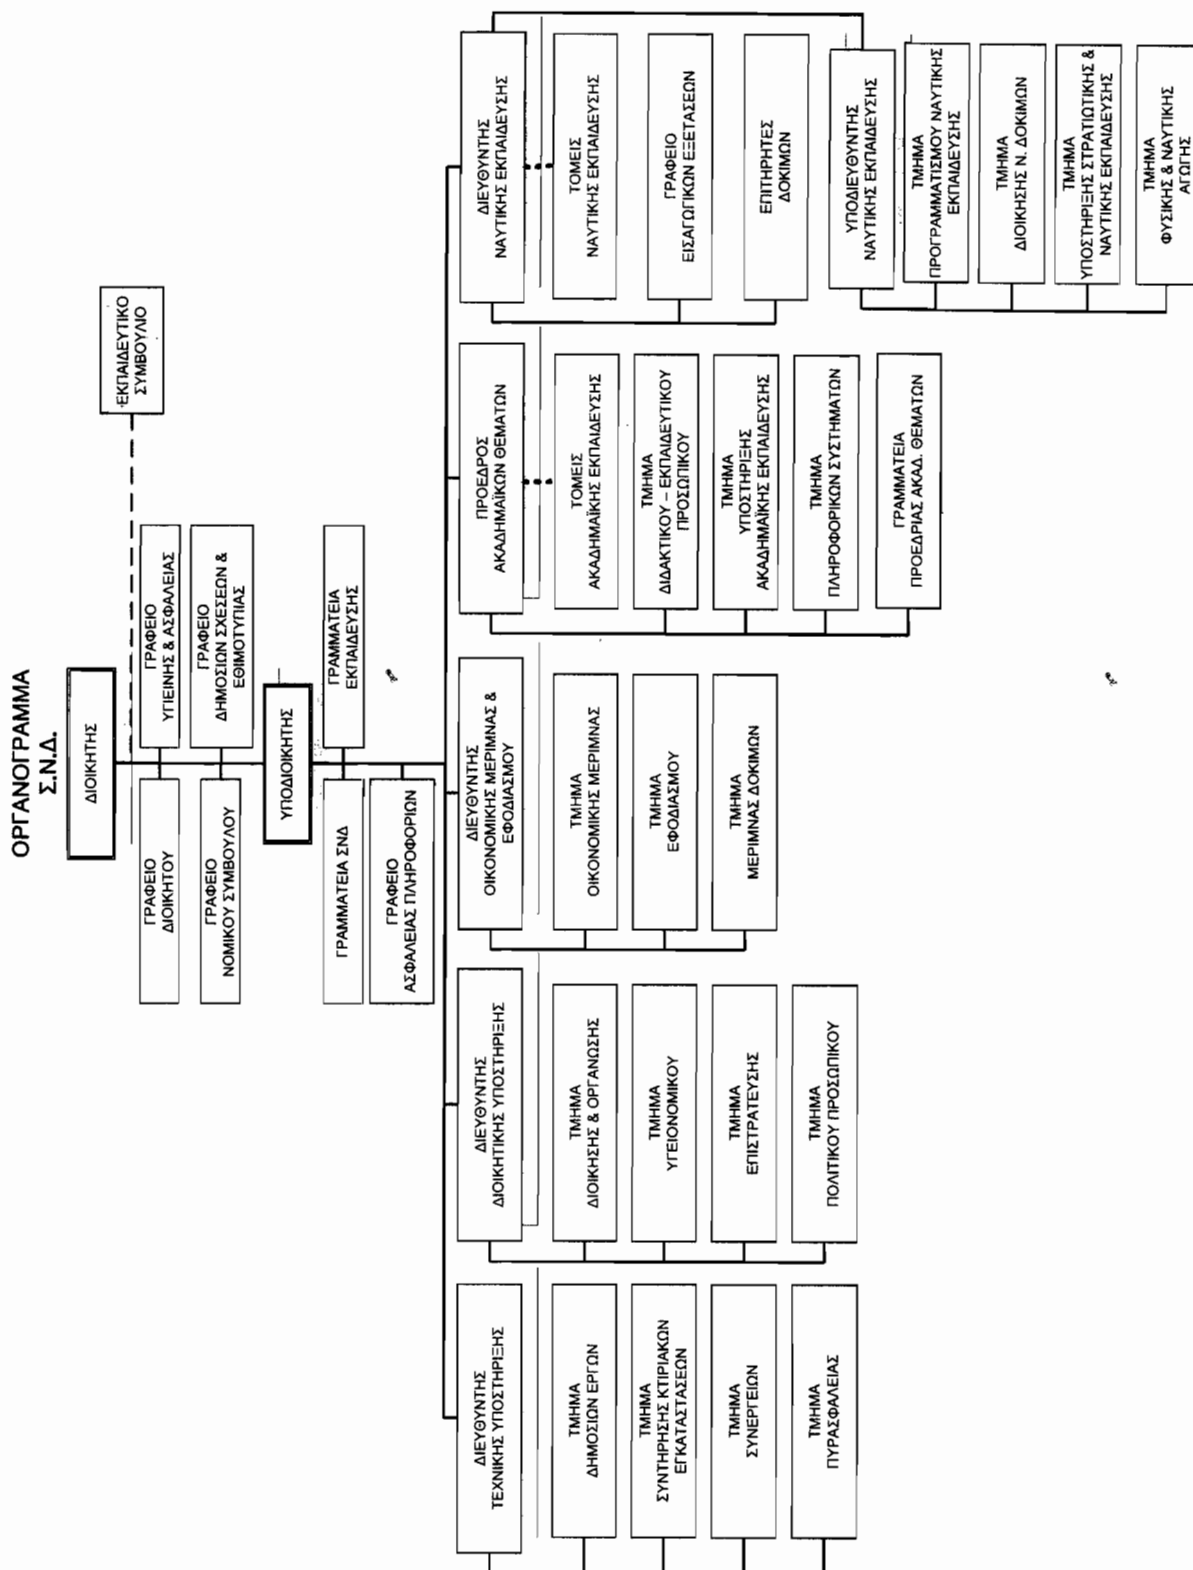 ΟΡΓΑΝΟΓΡΑΜΜΑ
Σ.Ν.Δ.
ΔΙΟΙΚΗΤΗΣ
ΕΚΠΑΙΔΕΥΤΙΚΟ
ΣΥΜΒΟΥΛΙΟ
ΓΡΑΦΕΙΟ
ΔΙΟΙΚΗΤΟΥ
ΓΡΑΦΕΙΟ
ΥΓΙΕΙΝΗΣ & ΑΣΦΑΛΕΙΑΣ
ΓΡΑΦΕΙΟ
ΝΟΜΙΚΟΥ ΣΥΜΒΟΥΛΟΥ
ΓΡΑΦΕΙΟ
ΔΗΜΟΣΙΩΝ ΣΧΕΣΕΩΝ &
ΕΘΙΜΟΤΥΠΙΑΣ
ΥΠΟΔΙΟΙΚΗΤΗΣ
ΓΡΑΜΜΑΤΕΙΑ ΣΝΔ
ΓΡΑΜΜΑΤΕΙΑ
ΕΚΠΑΙΔΕΥΣΗΣ
ΓΡΑΦΕΙΟ
ΑΣΦΑΛΕΙΑΣ ΠΛΗΡΟΦΟΡΙΩΝ
ΔΙΕΥΘΥΝΤΗΣ
ΤΕΧΝΙΚΗΣ ΥΠΟΣΤΗΡΙΞΗΣ
ΤΜΗΜΑ
ΔΗΜΟΣΙΩΝ ΕΡΓΩΝ
ΤΜΗΜΑ
ΣΥΝΤΗΡΗΣΗΣ ΚΤΙΡΙΑΚΩΝ
ΕΓΚΑΤΑΣΤΑΣΕΩΝ
ΤΜΗΜΑ
ΣΥΝΕΡΓΕΙΩΝ
ΤΜΗΜΑ
ΠΥΡΑΣΦΑΛΕΙΑΣ
ΔΙΕΥΘΥΝΤΗΣ
ΔΙΟΙΚΗΤΙΚΗΣ ΥΠΟΣΤΗΡΙΞΗΣ
ΤΜΗΜΑ
ΔΙΟΙΚΗΣΗΣ & ΟΡΓΑΝΩΣΗΣ
ΤΜΗΜΑ
ΥΓΕΙΟΝΟΜΙΚΟΥ
ΤΜΗΜΑ
ΕΠΙΣΤΡΑΤΕΥΣΗΣ
ΤΜΗΜΑ
ΠΟΛΙΤΙΚΟΥ ΠΡΟΣΩΠΙΚΟΥ
ΔΙΕΥΘΥΝΤΗΣ
ΟΙΚΟΝΟΜΙΚΗΣ ΜΕΡΙΜΝΑΣ &
ΕΦΟΔΙΑΣΜΟΥ
ΤΜΗΜΑ
ΟΙΚΟΝΟΜΙΚΗΣ ΜΕΡΙΜΝΑΣ
ΤΜΗΜΑ
ΕΦΟΔΙΑΣΜΟΥ
ΤΜΗΜΑ
ΜΕΡΙΜΝΑΣ ΔΟΚΙΜΩΝ
ΠΡΟΕΔΡΟΣ
ΑΚΑΔΗΜΑΪΚΩΝ ΘΕΜΑΤΩΝ
ΤΟΜΕΙΣ
ΑΚΑΔΗΜΑΪΚΗΣ ΕΚΠΑΙΔΕΥΣΗΣ
ΤΜΗΜΑ
ΔΙΔΑΚΤΙΚΟΥ – ΕΚΠΑΙΔΕΥΤΙΚΟΥ
ΠΡΟΣΩΠΙΚΟΥ
ΤΜΗΜΑ
ΥΠΟΣΤΗΡΙΞΗΣ
ΑΚΑΔΗΜΑΪΚΗΣ ΕΚΠΑΙΔΕΥΣΗΣ
ΤΜΗΜΑ
ΠΛΗΡΟΦΟΡΙΚΩΝ ΣΥΣΤΗΜΑΤΩΝ
ΓΡΑΜΜΑΤΕΙΑ
ΠΡΟΕΔΡΙΑΣ ΑΚΑΔ. ΘΕΜΑΤΩΝ
ΔΙΕΥΘΥΝΤΗΣ
ΝΑΥΤΙΚΗΣ ΕΚΠΑΙΔΕΥΣΗΣ
ΤΟΜΕΙΣ
ΝΑΥΤΙΚΗΣ ΕΚΠΑΙΔΕΥΣΗΣ
ΓΡΑΦΕΙΟ
ΕΙΣΑΓΩΓΙΚΩΝ ΕΞΕΤΑΣΕΩΝ
ΕΠΙΤΗΡΗΤΕΣ
ΔΟΚΙΜΩΝ
ΥΠΟΔΙΕΥΘΥΝΤΗΣ
ΝΑΥΤΙΚΗΣ ΕΚΠΑΙΔΕΥΣΗΣ
ΤΜΗΜΑ
ΠΡΟΓΡΑΜΜΑΤΙΣΜΟΥ ΝΑΥΤΙΚΗΣ
ΕΚΠΑΙΔΕΥΣΗΣ
ΤΜΗΜΑ
ΔΙΟΙΚΗΣΗΣ Ν. ΔΟΚΙΜΩΝ
ΤΜΗΜΑ
ΥΠΟΣΤΗΡΙΞΗΣ ΣΤΡΑΤΙΩΤΙΚΗΣ &
ΝΑΥΤΙΚΗΣ ΕΚΠΑΙΔΕΥΣΗΣ
ΤΜΗΜΑ
ΦΥΣΙΚΗΣ & ΝΑΥΤΙΚΗΣ
ΑΓΩΓΗΣ